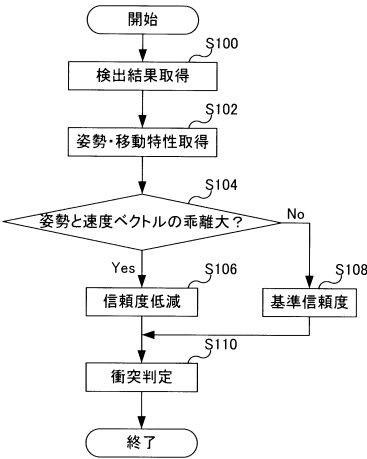 開始
S100
検出結果取得
S102
姿勢・移動特性取得
S104
姿勢と速度ベクトルの乖離大?
No
Yes
S106
S108
信頼度低減
基準信頼度
S110
衝突判定
終了